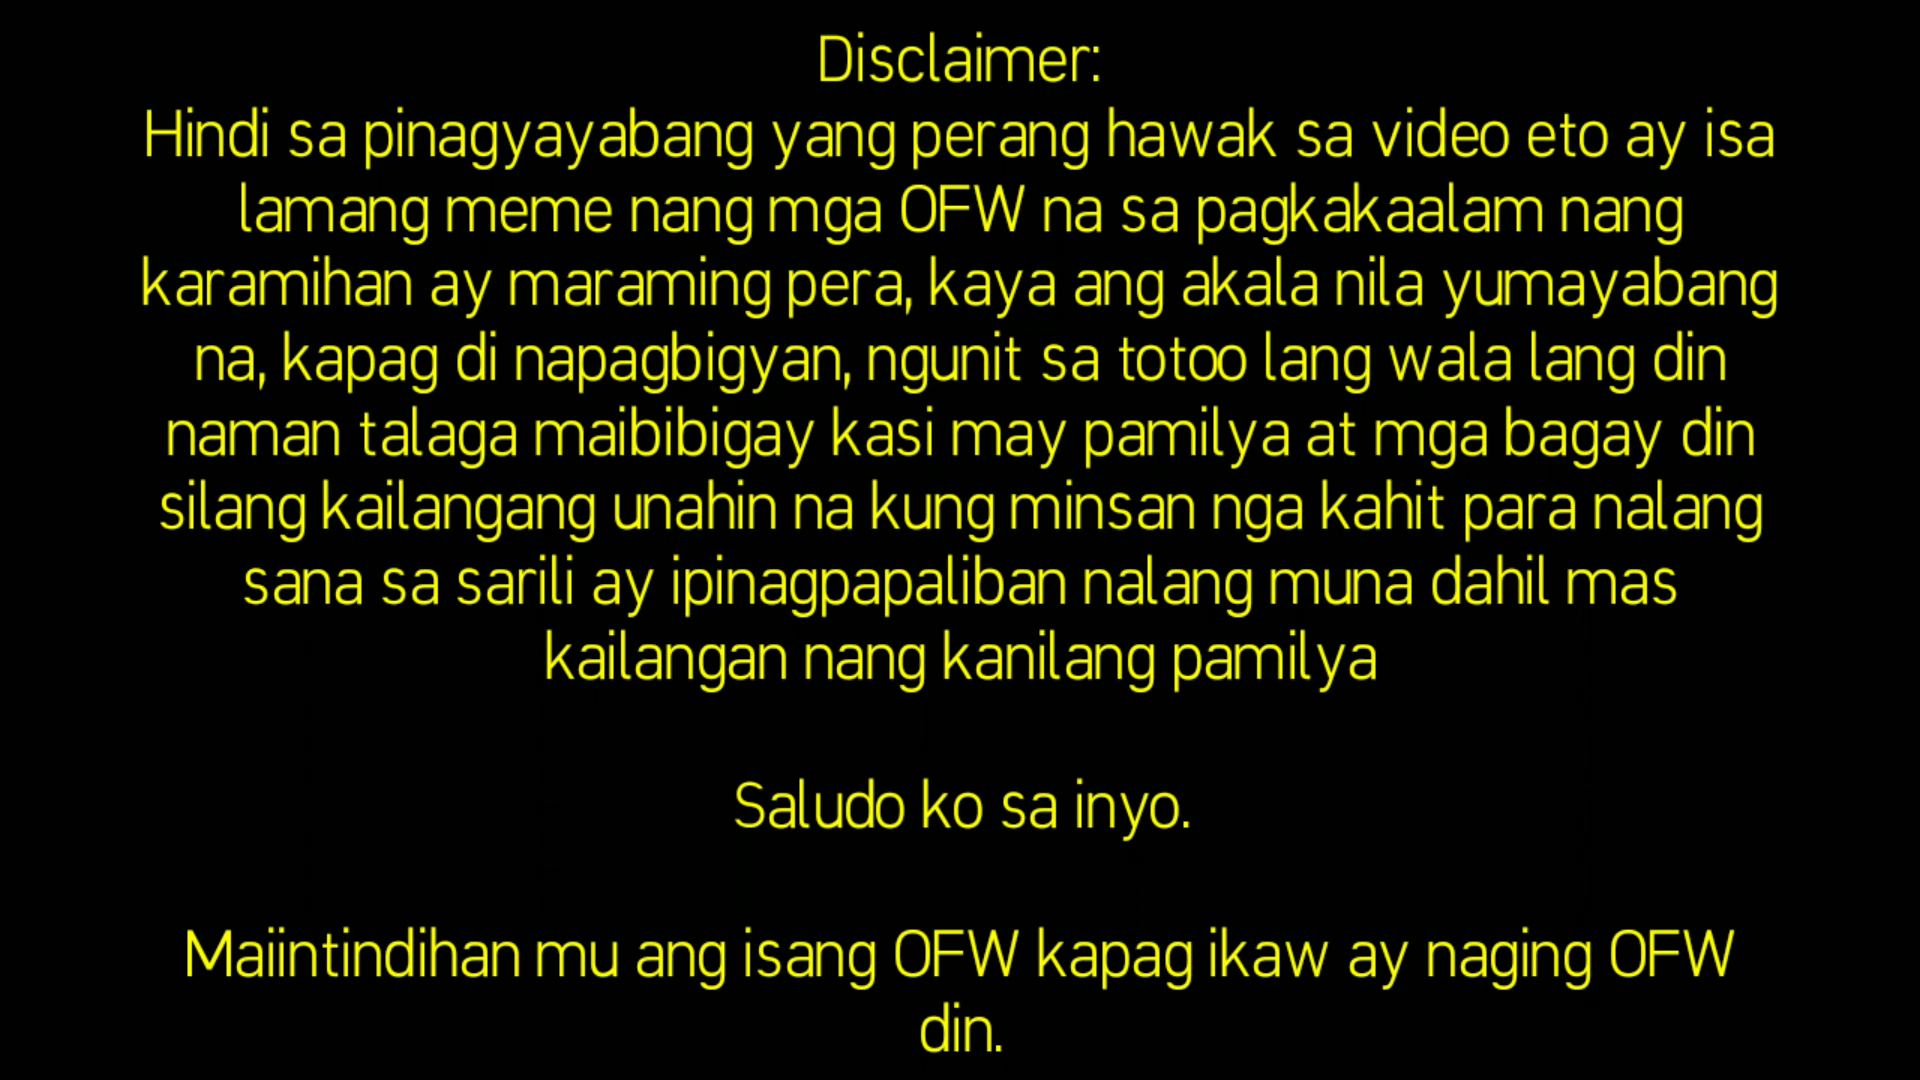 Disclaimer:
Hindi sa pinagyayabang yang perang hawak sa video eto ay isa
lamang meme nang mga OFW na sa pagkakaalam nang
karamihan ay maraming pera, kaya ang akala nila yumayabang
na, kapag di napagbigyan, ngunit sa totoo lang wala lang din
naman talaga maibibigay kasi may pamilya at mga bagay din
silang kailangang unahin na kung minsan nga kahit para nalang
sana sa sarili ay ipinagpapaliban nalang muna dahil mas
kailangan nang kanilang pamilya
Saludo ko sa inyo.
Maiintindihan mu ang isang OFW kapag ikaw ay naging OFW
din.